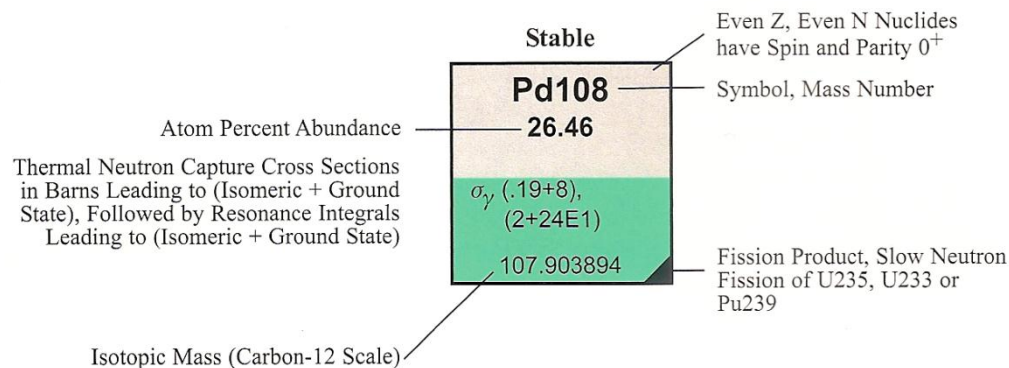 Stable
Even Z, Even N Nuclides
have Spin and Parity 0⁺
Pd108
Symbol, Mass Number
Atom Percent Abundance
26.46
Thermal Neutron Capture Cross Sections
in Barns Leading to (Isomeric + Ground
State), Followed by Resonance Integrals
Leading to (Isomeric + Ground State)
σγ (.19+8),
(2+24E1)
107.903894
Fission Product, Slow Neutron
Fission of U235, U233 or
Pu239
Isotopic Mass (Carbon-12 Scale)